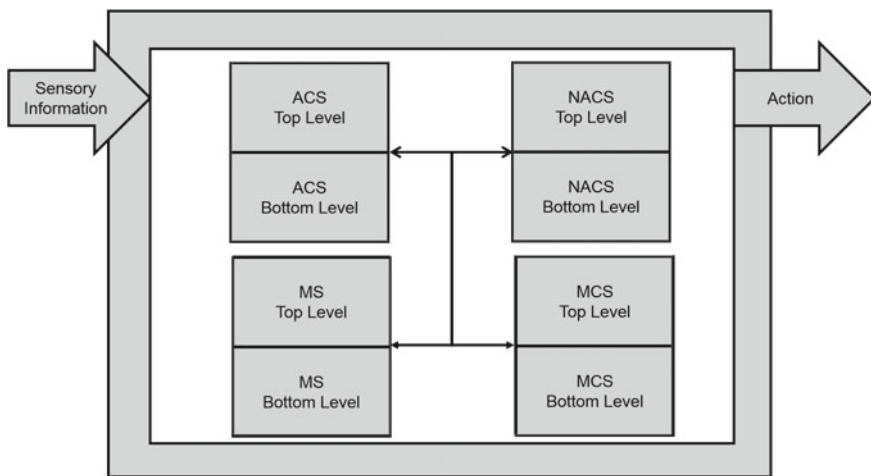 Sensory
Information
ACS
Top Level
ACS
Bottom Level
NACS
Top Level
NACS
Bottom Level
Action
MS
Top Level
MS
Bottom Level
MCS
Top Level
MCS
Bottom Level